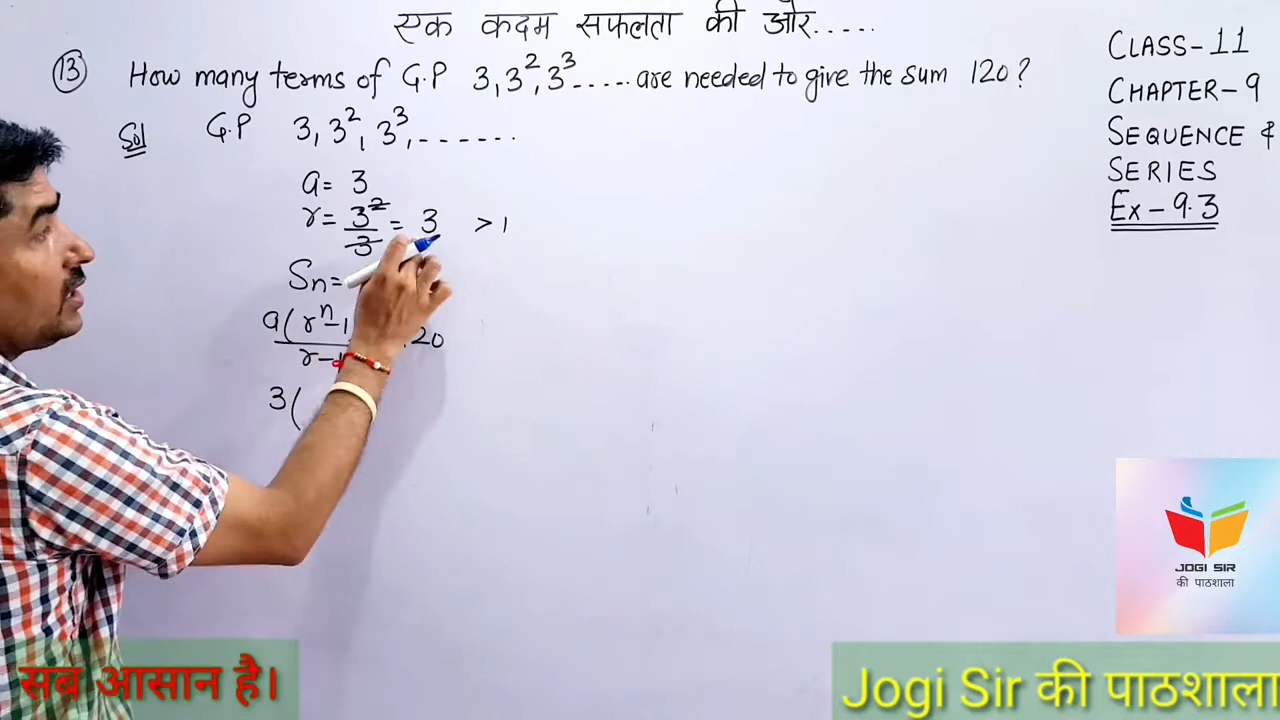 एक कदम सफलता की ओर.....
CLASS-11
CHAPTER-9
SEQUENCE &
SERIES
Ex-9.3
(13) How many terms of G.P 3, 3², 3³ ..... are needed to give the sum 120?
Sol G.P 3, 3², 3³, .......
a = 3
r = 3²/3 = 3 > 1
Sn =
a(rⁿ-1
r-1
20
3(
JOGI SIR
की पाठशाला
सब आसान है।
Jogi Sir की पाठशाला